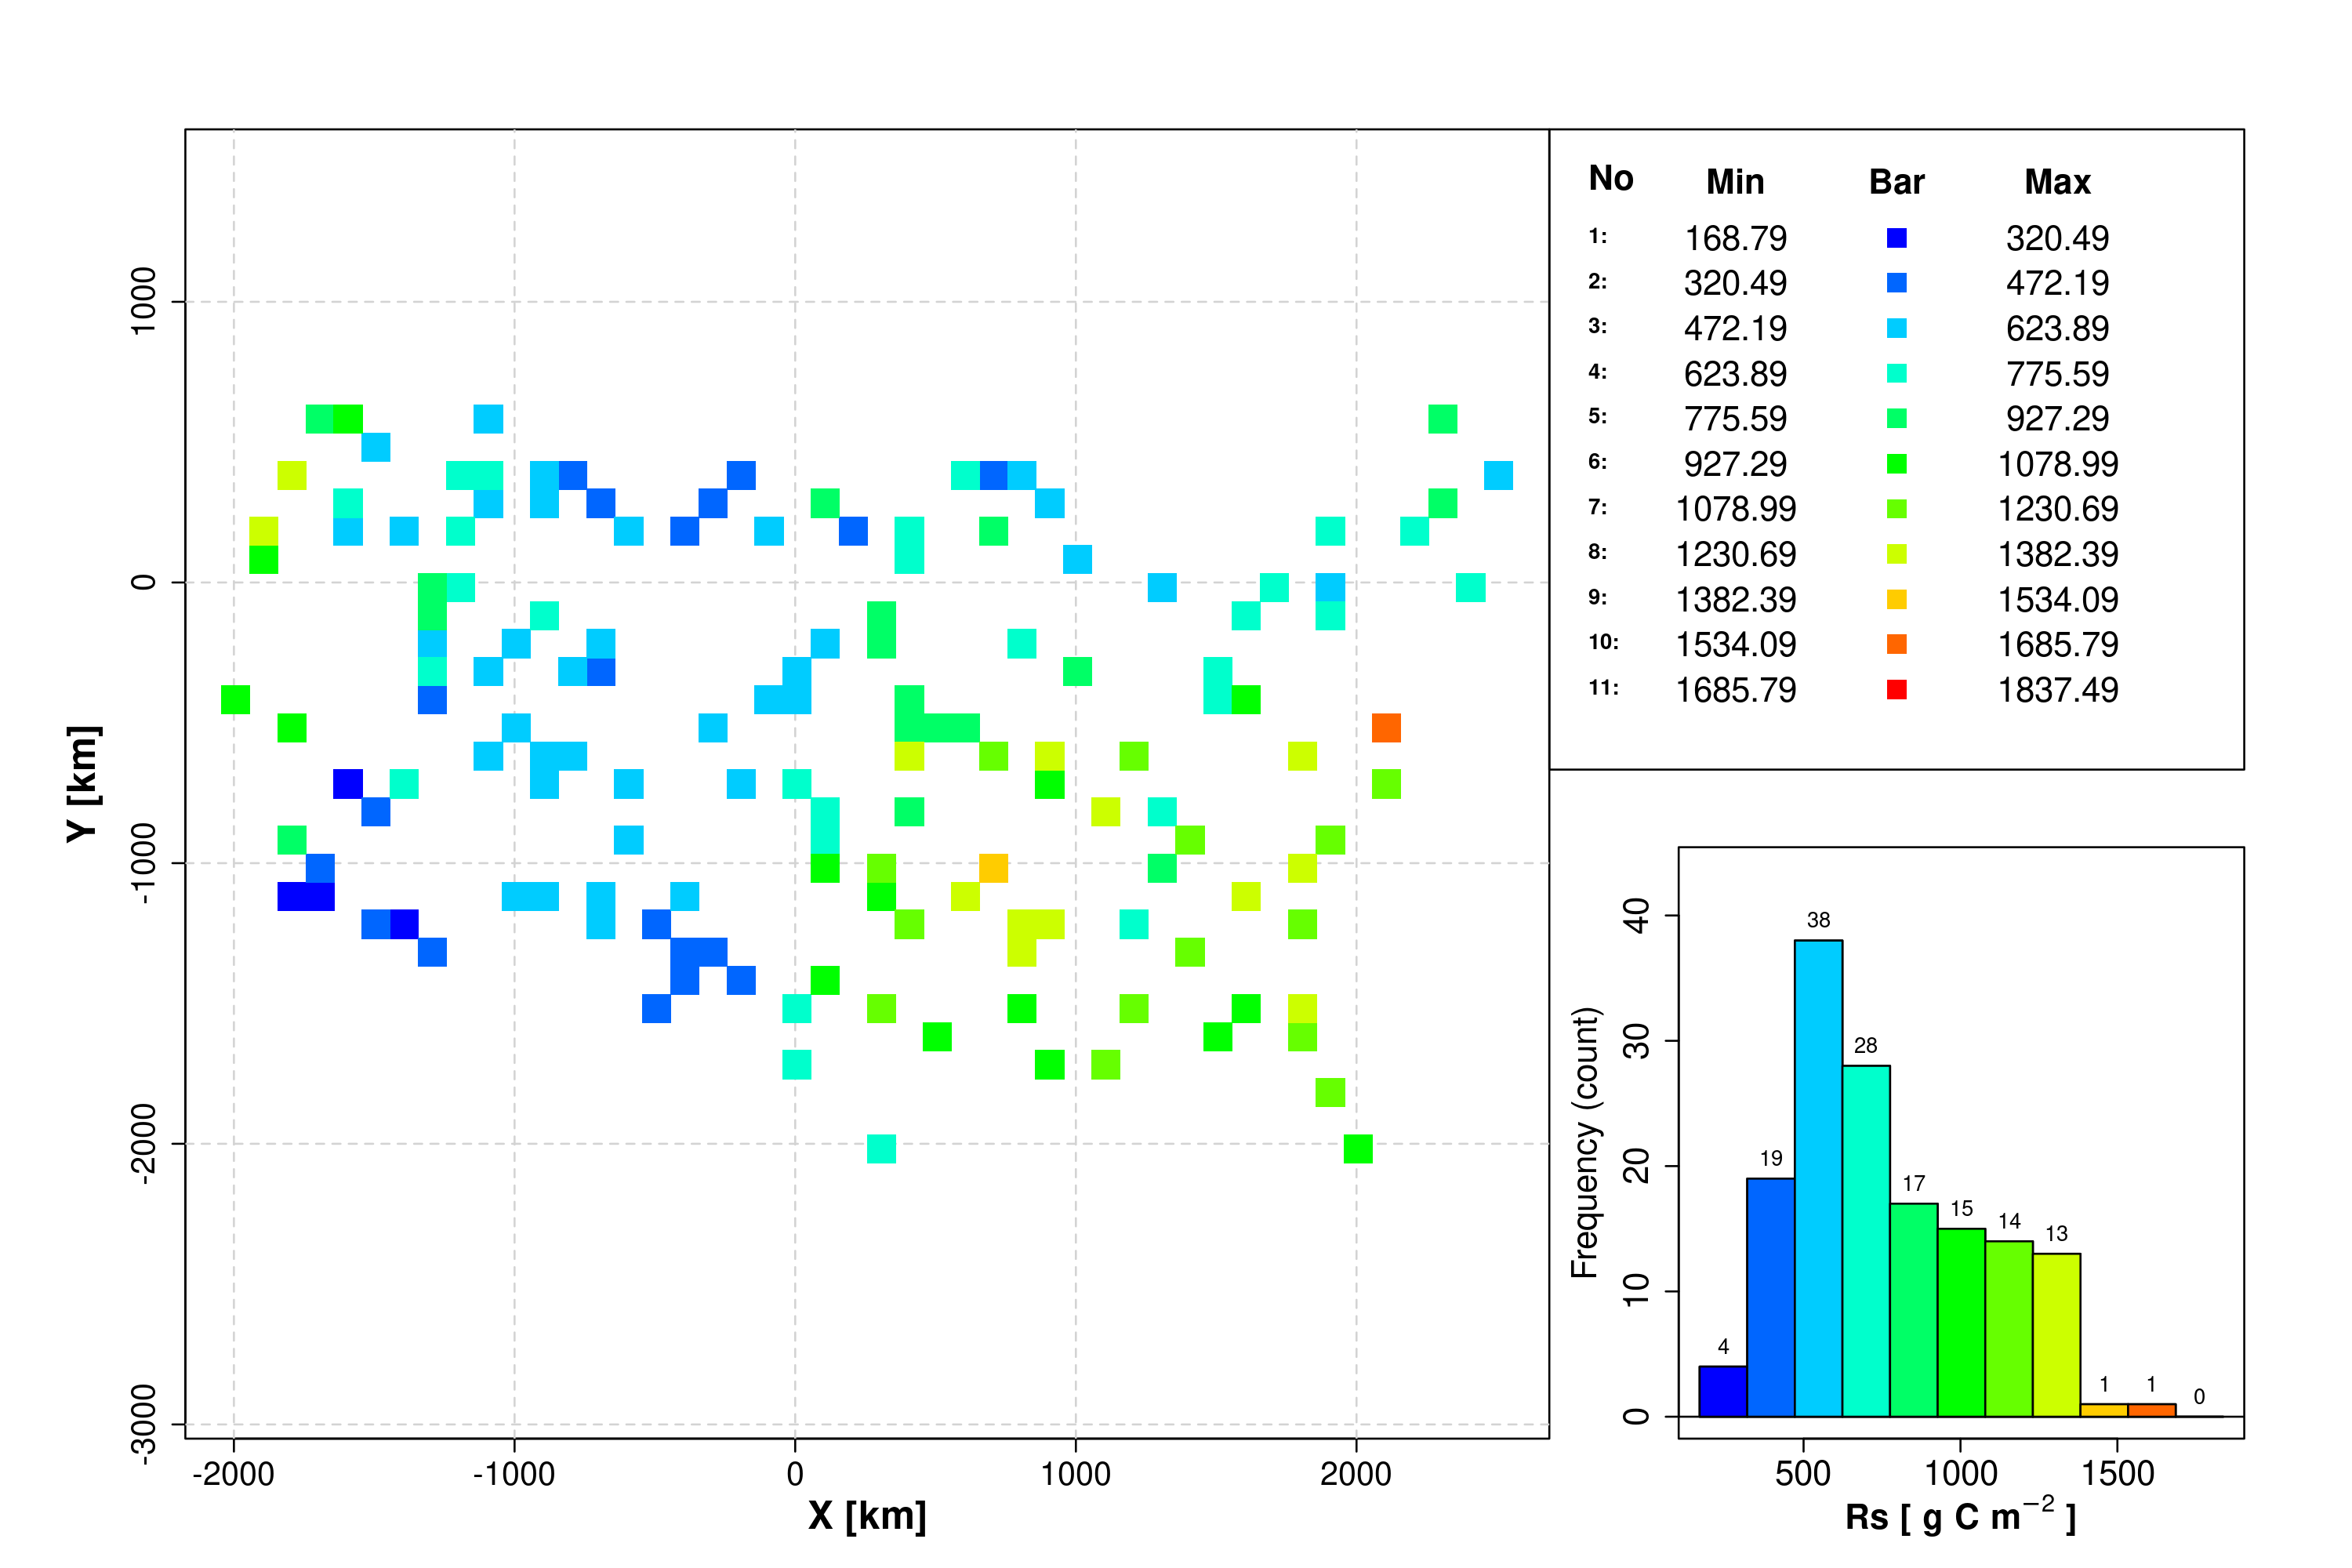 No Min Bar Max
1: 168.79 320.49
2: 320.49 472.19
3: 472.19 623.89
4: 623.89 775.59
5: 775.59 927.29
6: 927.29 1078.99
7: 1078.99 1230.69
8: 1230.69 1382.39
9: 1382.39 1534.09
10: 1534.09 1685.79
11: 1685.79 1837.49
Y [km]
1000
0
-1000
-2000
-3000
-2000 -1000 0 1000 2000
X [km]
Frequency (count)
40
30
20
10
0
4 19 38 28 17 15 14 13 1 1 0
500 1000 1500
Rs [ g C m−2 ]